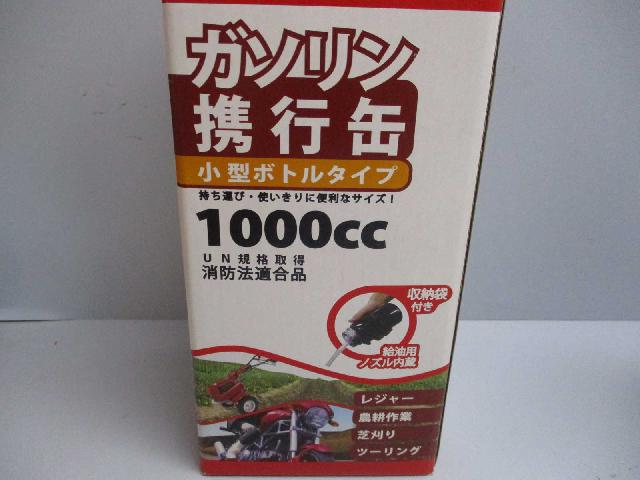 ガソリン
携行缶
小型ボトルタイプ
持ち運び・使いきりに便利なサイズ！
1000cc
UN規格取得
消防法適合品
収納袋
付き
給油用
ノズル内蔵
レジャー
農耕作業
芝刈り
ツーリング